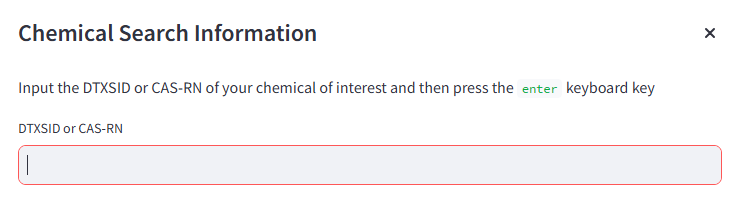 Chemical Search Information
Input the DTXSID or CAS-RN of your chemical of interest and then press the enter keyboard key
DTXSID or CAS-RN